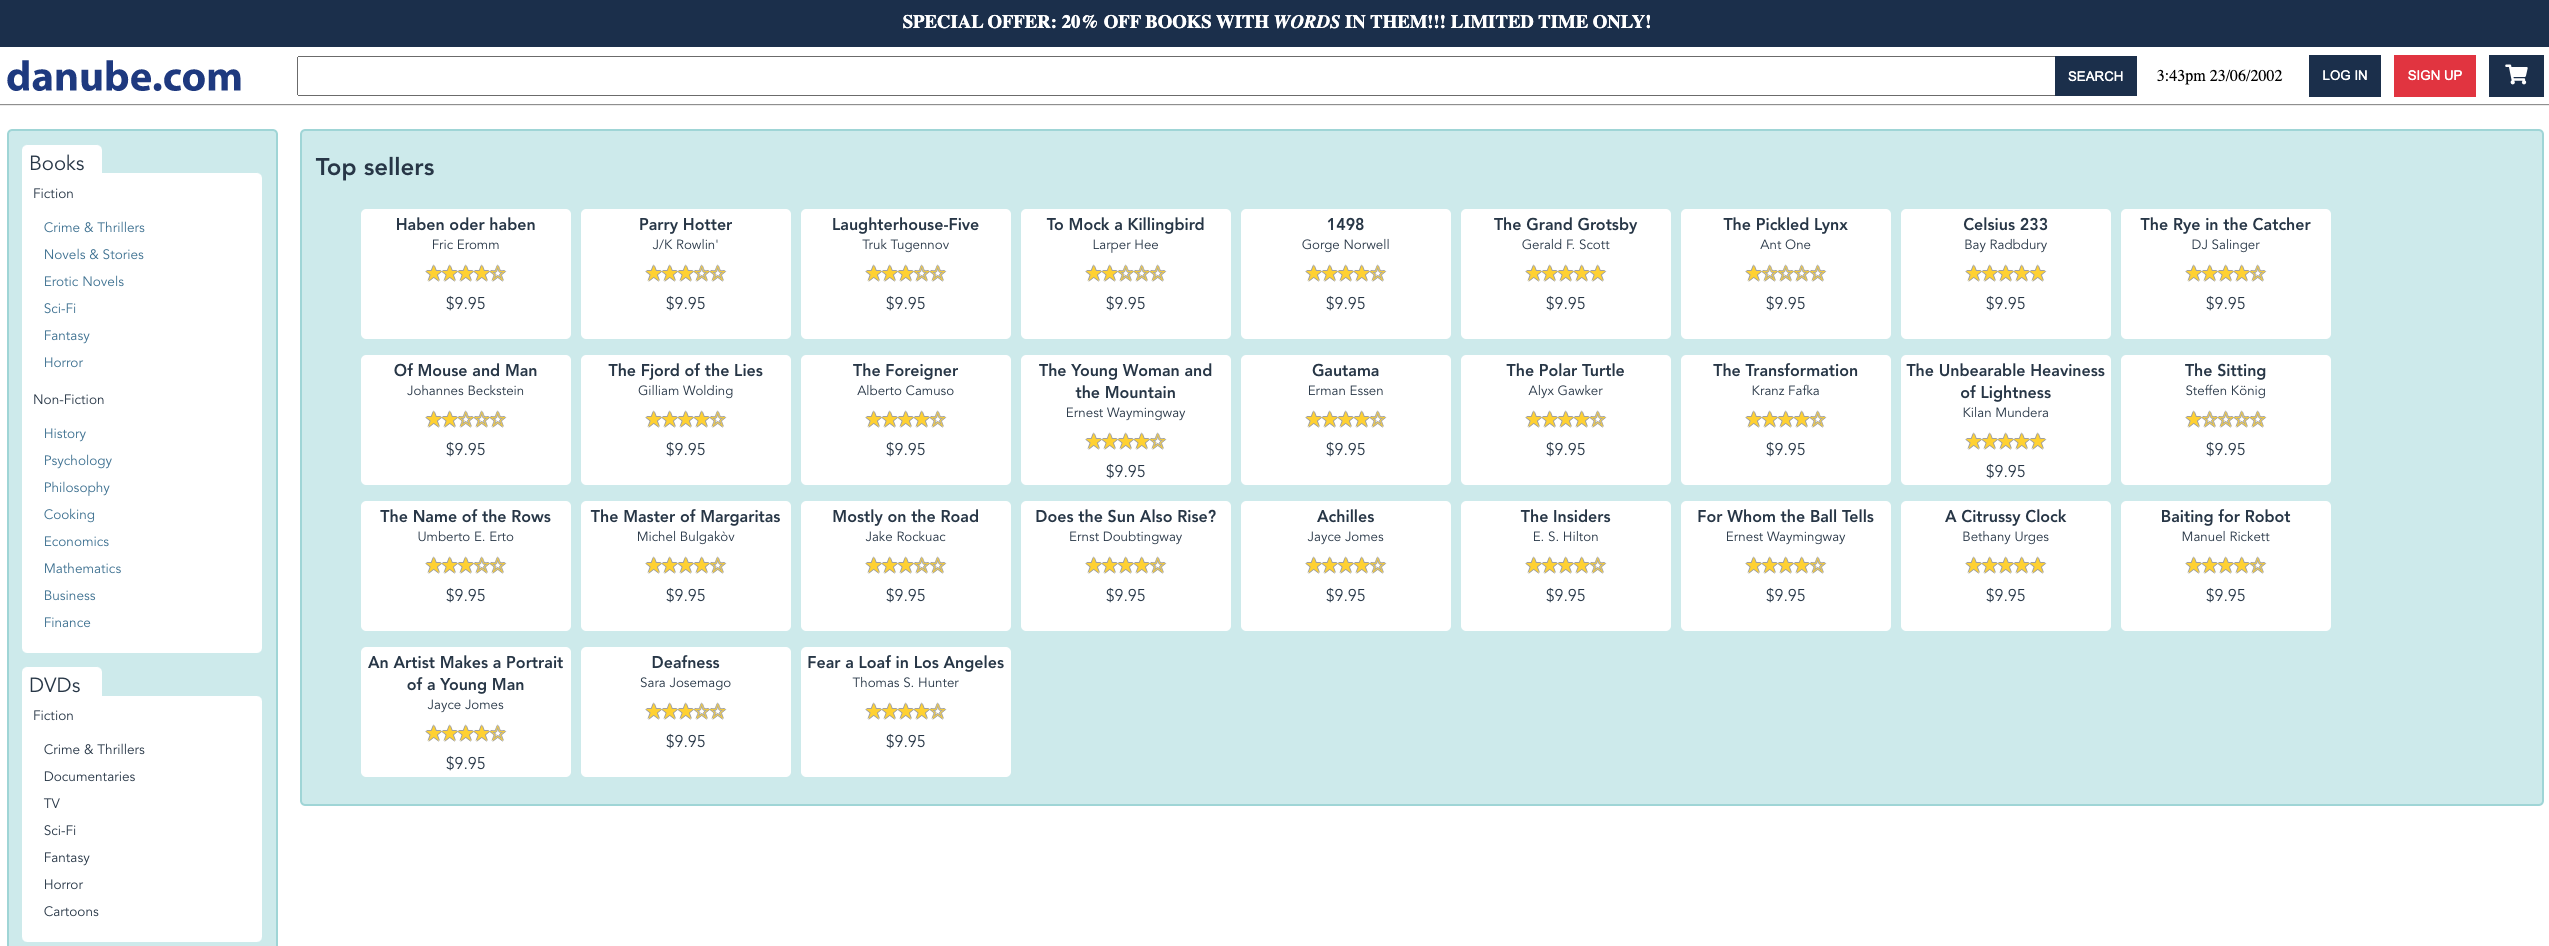 SPECIAL OFFER: 20% OFF BOOKS WITH WORDS IN THEM!!! LIMITED TIME ONLY!
danube.com
SEARCH
3:43pm 23/06/2002
LOG IN
SIGN UP
Books
Fiction
Crime & Thrillers
Novels & Stories
Erotic Novels
Sci-Fi
Fantasy
Horror
Non-Fiction
History
Psychology
Philosophy
Cooking
Economics
Mathematics
Business
Finance
DVDs
Fiction
Crime & Thrillers
Documentaries
TV
Sci-Fi
Fantasy
Horror
Cartoons
Top sellers
Haben oder haben
Fric Eromm
$9.95
Parry Hotter
J/K Rowlin'
$9.95
Laughterhouse-Five
Truk Tugennov
$9.95
To Mock a Killingbird
Larper Hee
$9.95
1498
Gorge Norwell
$9.95
The Grand Grotsby
Gerald F. Scott
$9.95
The Pickled Lynx
Ant One
$9.95
Celsius 233
Bay Radbdury
$9.95
The Rye in the Catcher
DJ Salinger
$9.95
Of Mouse and Man
Johannes Beckstein
$9.95
The Fjord of the Lies
Gilliam Wolding
$9.95
The Foreigner
Alberto Camuso
$9.95
The Young Woman and
the Mountain
Ernest Waymingway
$9.95
Gautama
Erman Essen
$9.95
The Polar Turtle
Alyx Gawker
$9.95
The Transformation
Kranz Fafka
$9.95
The Unbearable Heaviness
of Lightness
Kilan Mundera
$9.95
The Sitting
Steffen König
$9.95
The Name of the Rows
Umberto E. Erto
$9.95
The Master of Margaritas
Michel Bulgakòv
$9.95
Mostly on the Road
Jake Rockuac
$9.95
Does the Sun Also Rise?
Ernst Doubtingway
$9.95
Achilles
Jayce Jomes
$9.95
The Insiders
E. S. Hilton
$9.95
For Whom the Ball Tells
Ernest Waymingway
$9.95
A Citrussy Clock
Bethany Urges
$9.95
Baiting for Robot
Manuel Rickett
$9.95
An Artist Makes a Portrait
of a Young Man
Jayce Jomes
$9.95
Deafness
Sara Josemago
$9.95
Fear a Loaf in Los Angeles
Thomas S. Hunter
$9.95